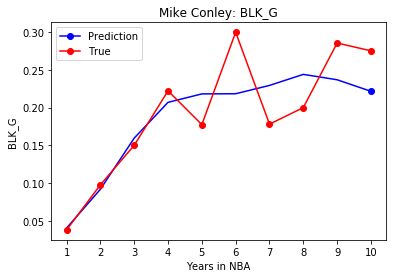 Mike Conley: BLK_G
Prediction
True
0.30
0.25
0.20
0.15
0.10
0.05
BLK_G
1 2 3 4 5 6 7 8 9 10
Years in NBA